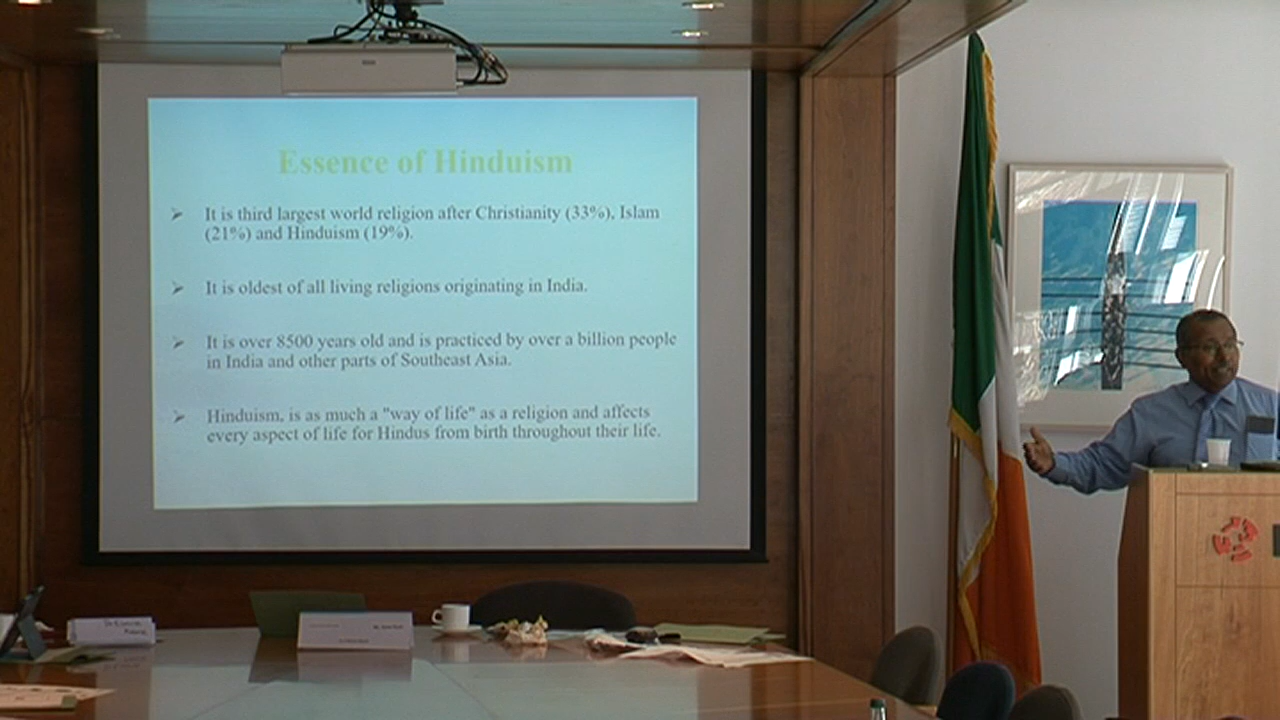 Essence of Hinduism
It is third largest world religion after Christianity (33%), Islam
(21%) and Hinduism (19%).
It is oldest of all living religions originating in India.
It is over 8500 years old and is practiced by over a billion people
in India and other parts of Southeast Asia.
Hinduism, is as much a "way of life" as a religion and affects
every aspect of life for Hindus from birth throughout their life.